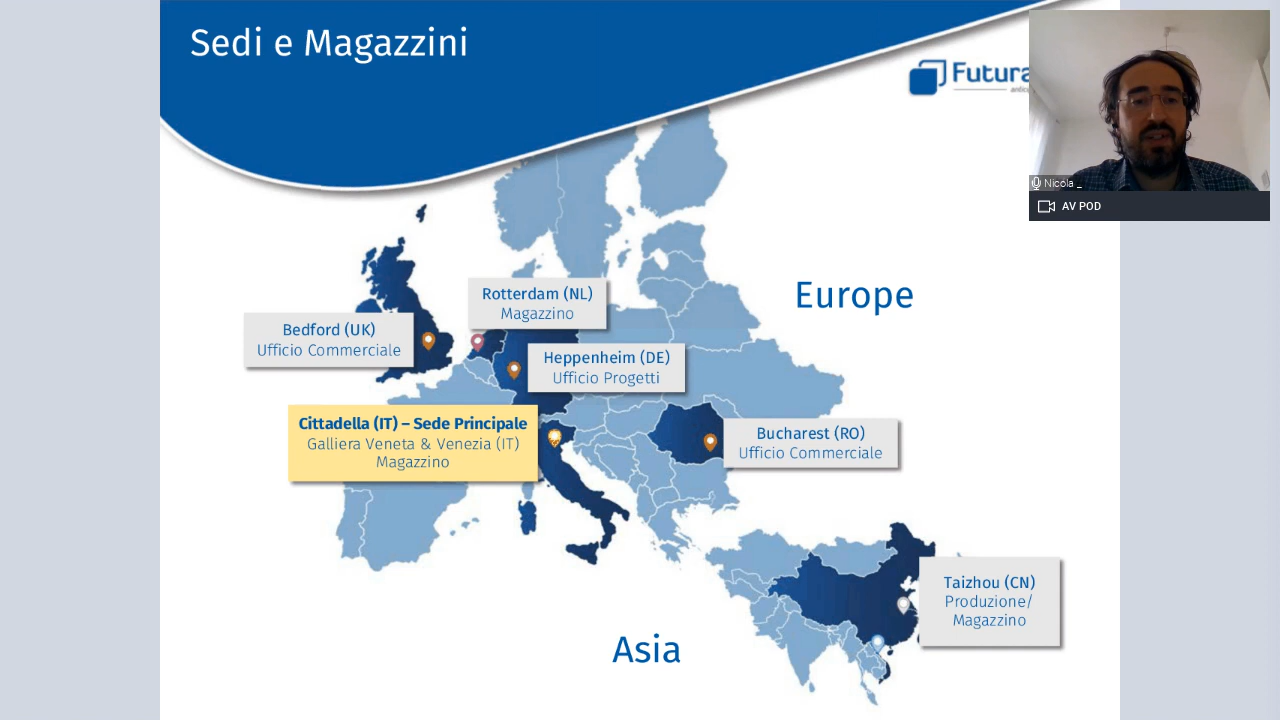 Sedi e Magazzini
Futura
Nicola _
AV POD
Europe
Rotterdam (NL)
Magazzino
Bedford (UK)
Ufficio Commerciale
Heppenheim (DE)
Ufficio Progetti
Cittadella (IT) – Sede Principale
Galliera Veneta & Venezia (IT)
Magazzino
Bucharest (RO)
Ufficio Commerciale
Taizhou (CN)
Produzione/
Magazzino
Asia